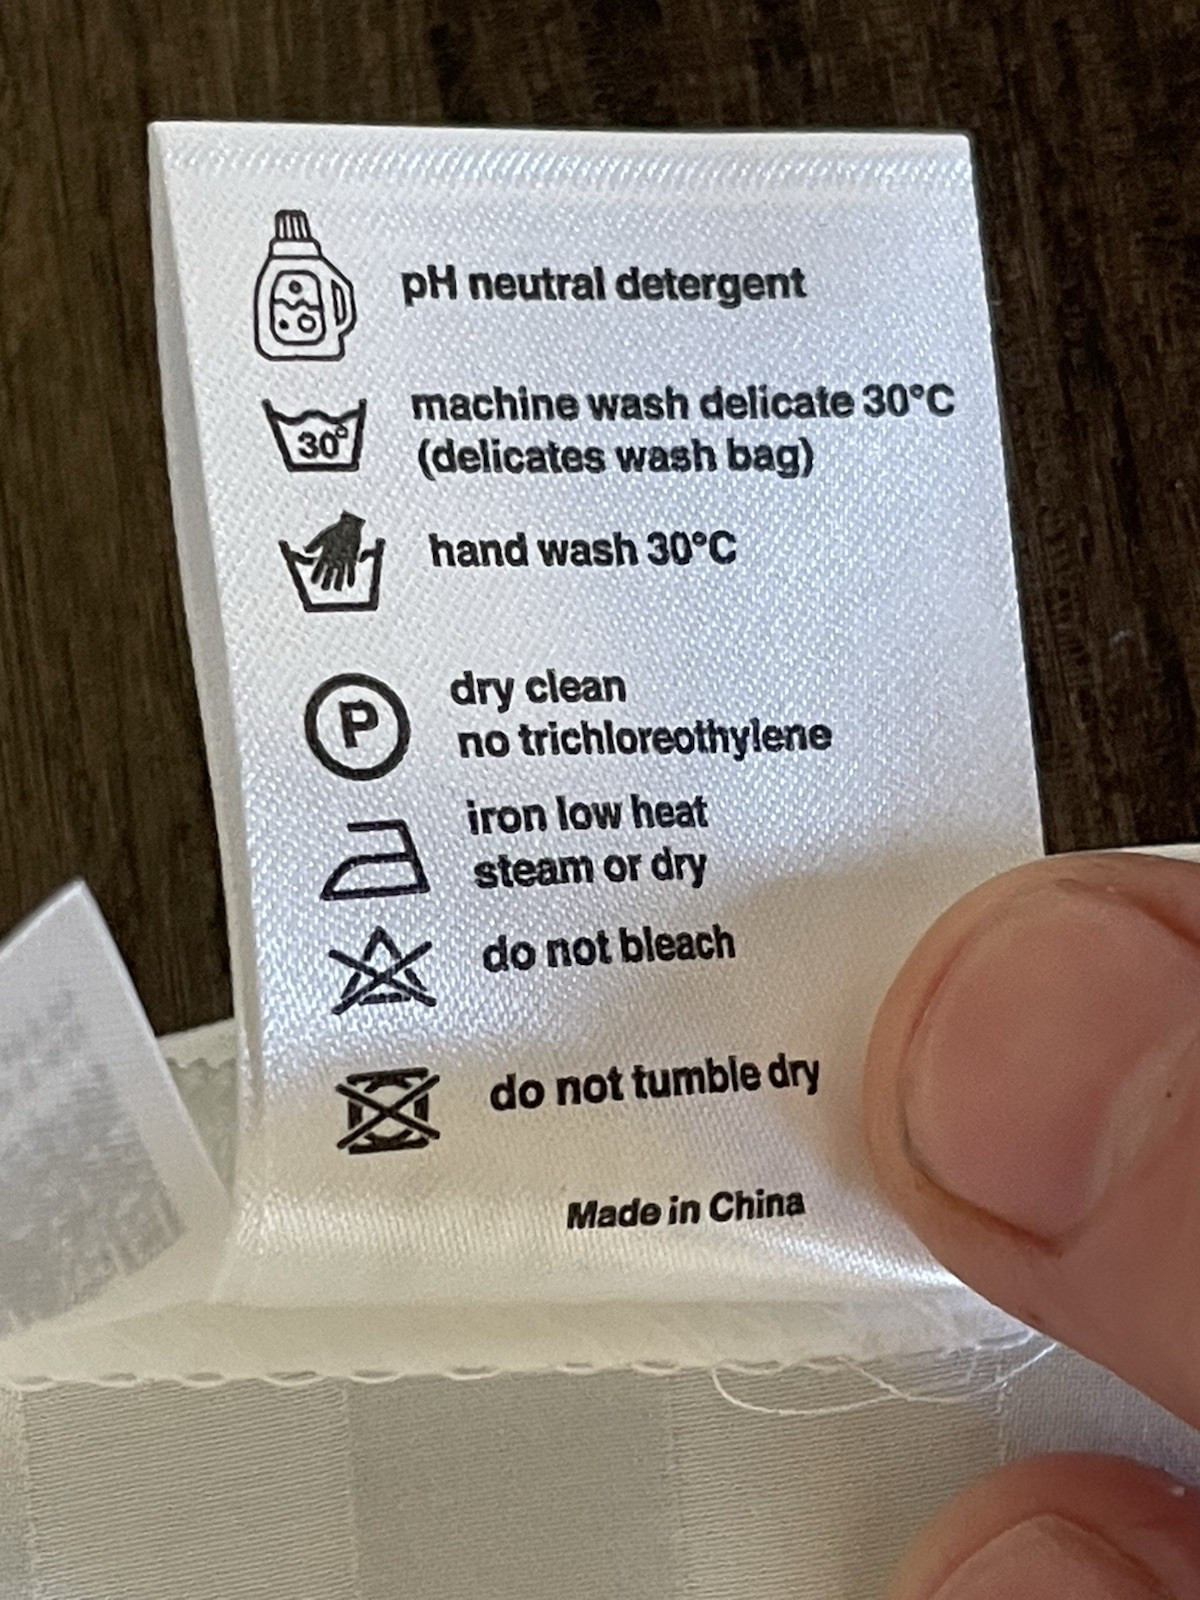 pH neutral detergent
30°
machine wash delicate 30°C
(delicates wash bag)
hand wash 30°C
P
dry clean
no trichloreothylene
iron low heat
steam or dry
do not bleach
do not tumble dry
Made in China